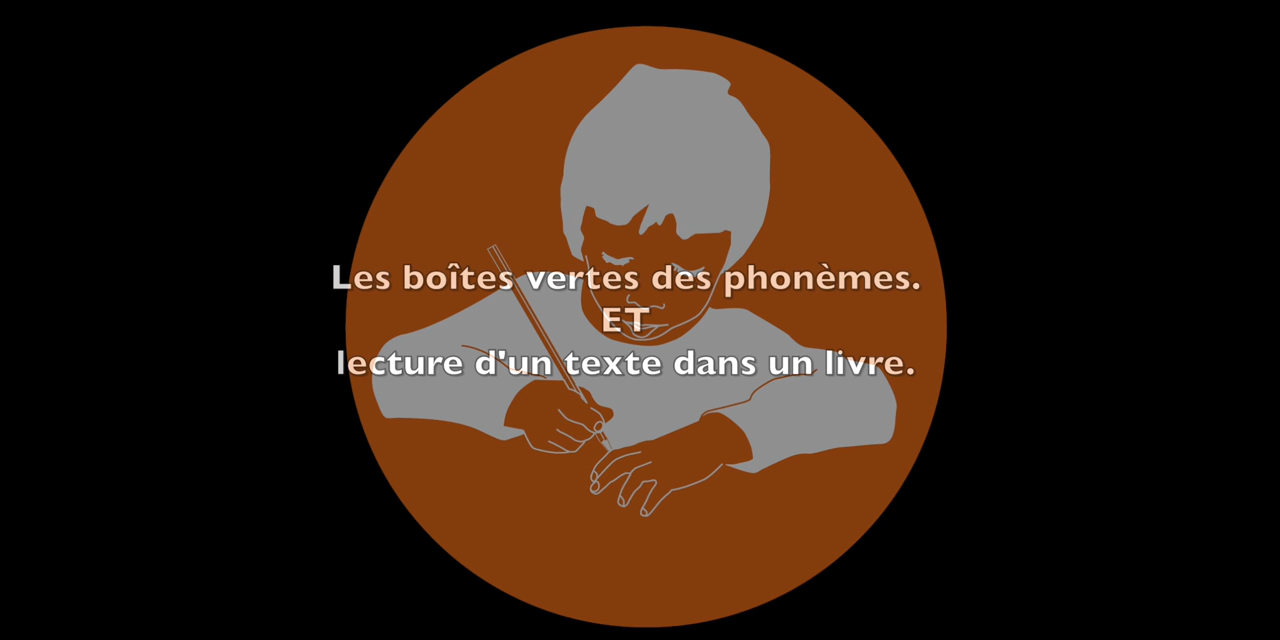 Les boîtes vertes des phonèmes.
ET
lecture d'un texte dans un livre.